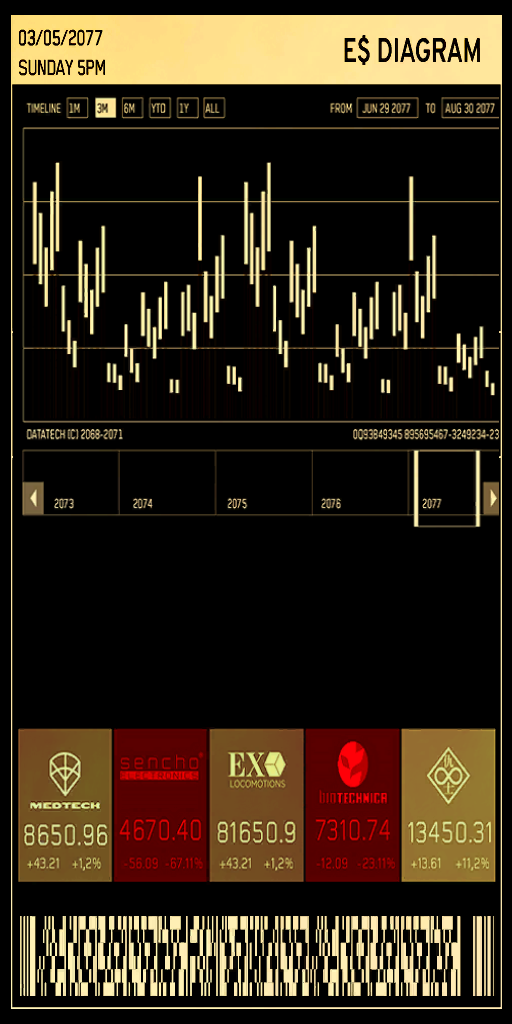 03/05/2077
SUNDAY 5PM
E$ DIAGRAM
TIMELINE 1M 3M 6M YTD 1Y ALL FROM JUN 29 2077 TO AUG 30 2077
DATATECH (C) 2068-2071
0Q93B49345 895695467-3249234-23
2073 2074 2075 2076 2077
MEDTECH
8650.96
+43.21 +1,2%
sencho
ELECTRONICS
4670.40
-56.09 -67.11%
EXO
LOCOMOTIONS
81650.9
+43.21 +1,2%
BIOTECHNICA
7310.74
-12.09 -23.11%
13450.31
+13.61 +11,2%